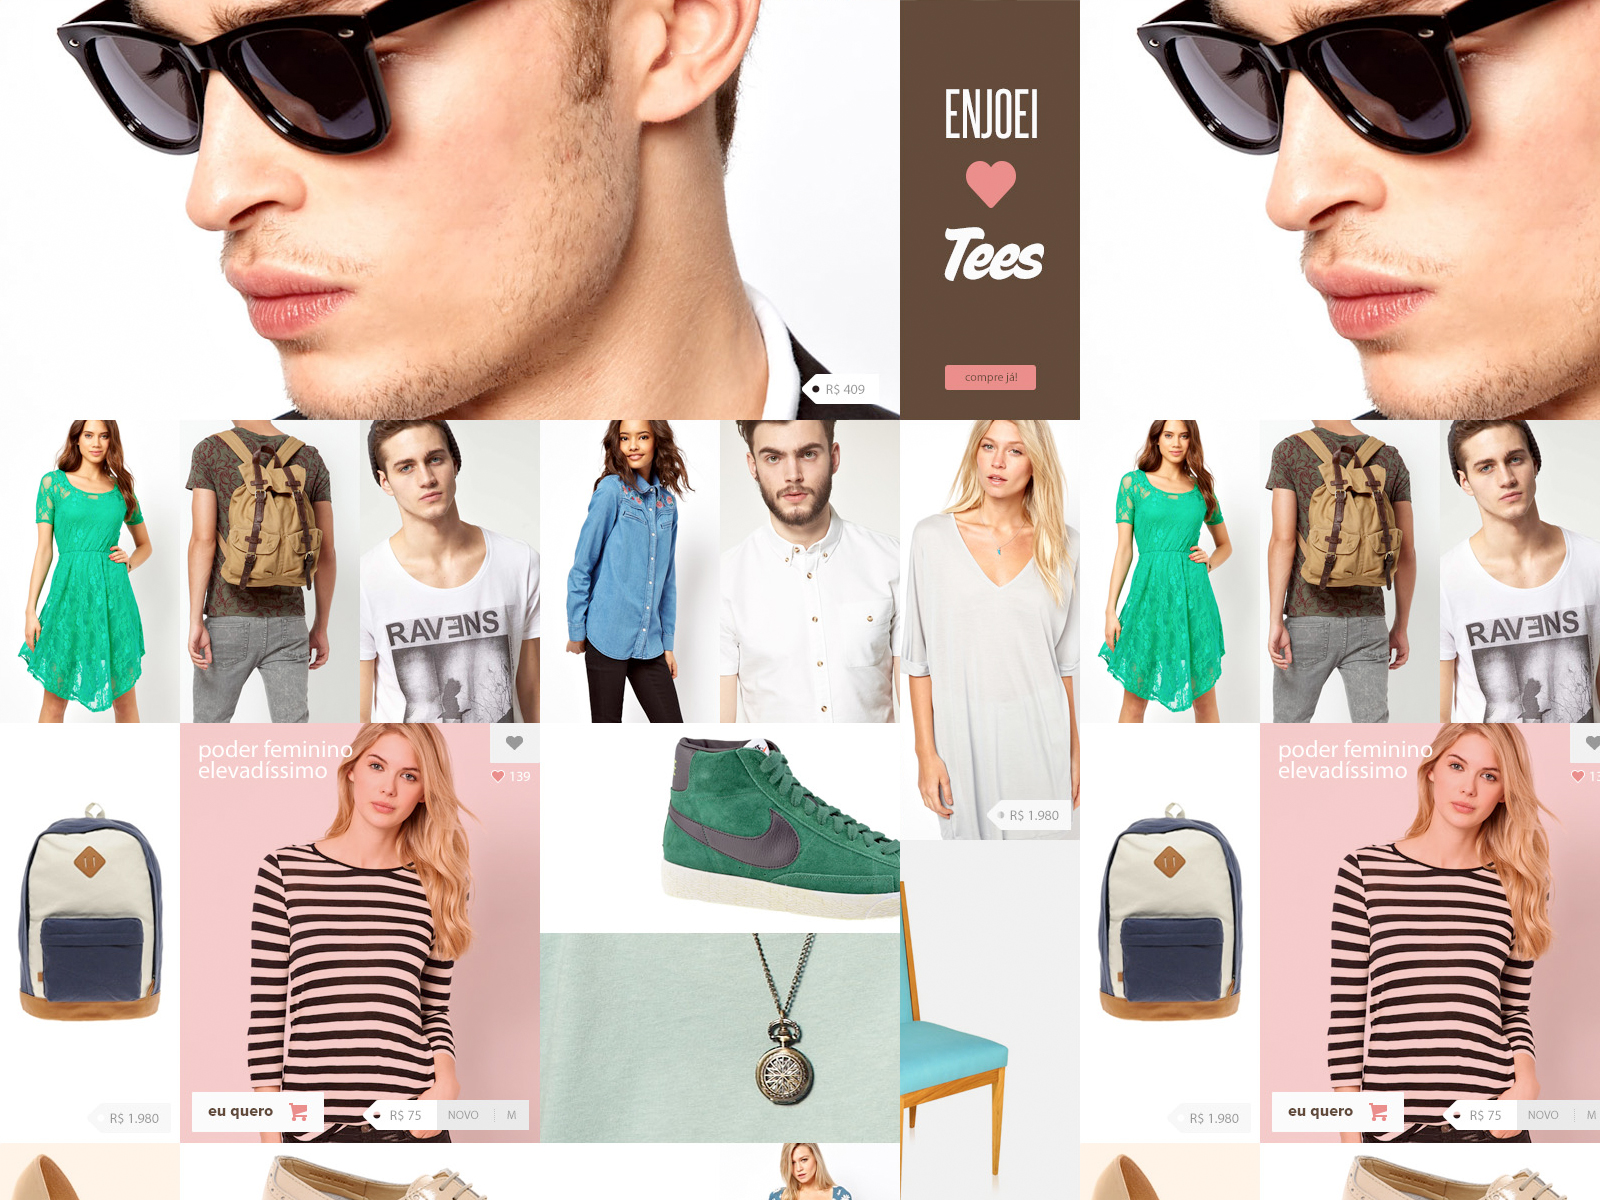 ENJOEI
Tees
compre já!
R$ 409
RAVENS
RAVENS
R$ 1.980
poder feminino
elevadíssimo
139
poder feminino
elevadíssimo
R$ 1.980
eu quero
R$ 75
NOVO
M
R$ 1.980
eu quero
R$ 75
NOVO
M